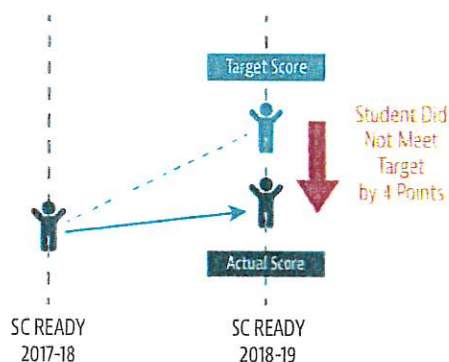 Target Score
Student Did
Not Meet
Target
by 4 Points
Actual Score
SC READY
2017-18
SC READY
2018-19